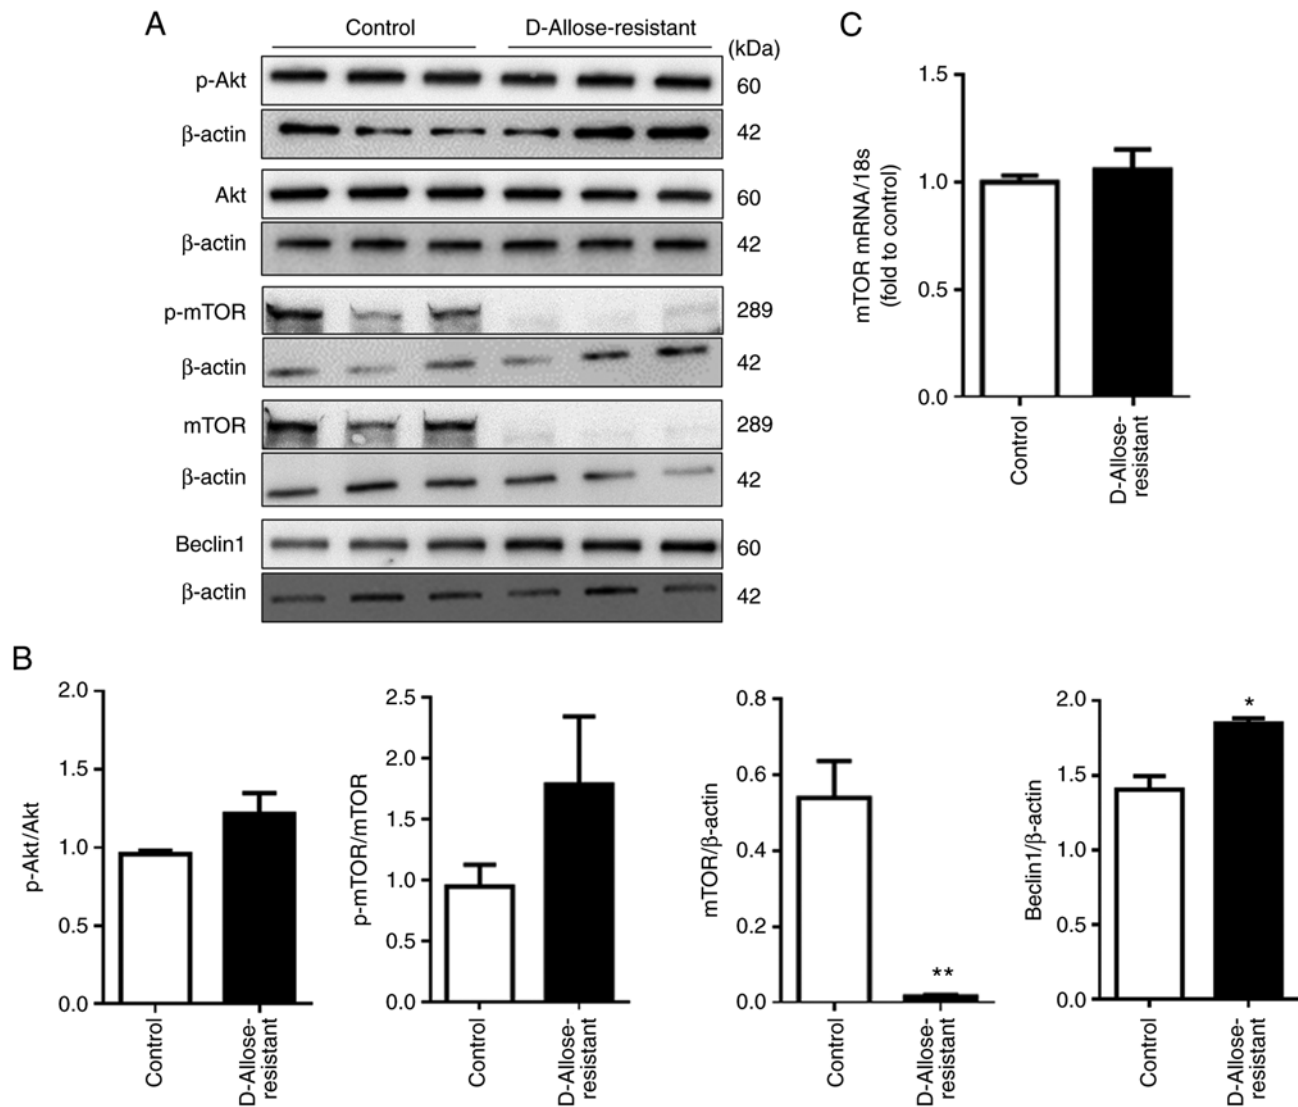 A
Control
D-Allose-resistant
(kDa)
p-Akt
60
β-actin
42
Akt
60
β-actin
42
p-mTOR
289
β-actin
42
mTOR
289
β-actin
42
Beclin1
60
β-actin
42
C
mTOR mRNA/18s
(fold to control)
1.5
1.0
0.5
0.0
Control
D-Allose-
resistant
B
p-Akt/Akt
2.0
1.5
1.0
0.5
0.0
Control
D-Allose-
resistant
p-mTOR/mTOR
2.5
2.0
1.5
1.0
0.5
0.0
Control
D-Allose-
resistant
mTOR/β-actin
0.8
0.6
0.4
0.2
0.0
**
Control
D-Allose-
resistant
Beclin1/β-actin
2.0
1.5
1.0
0.5
0.0
*
Control
D-Allose-
resistant